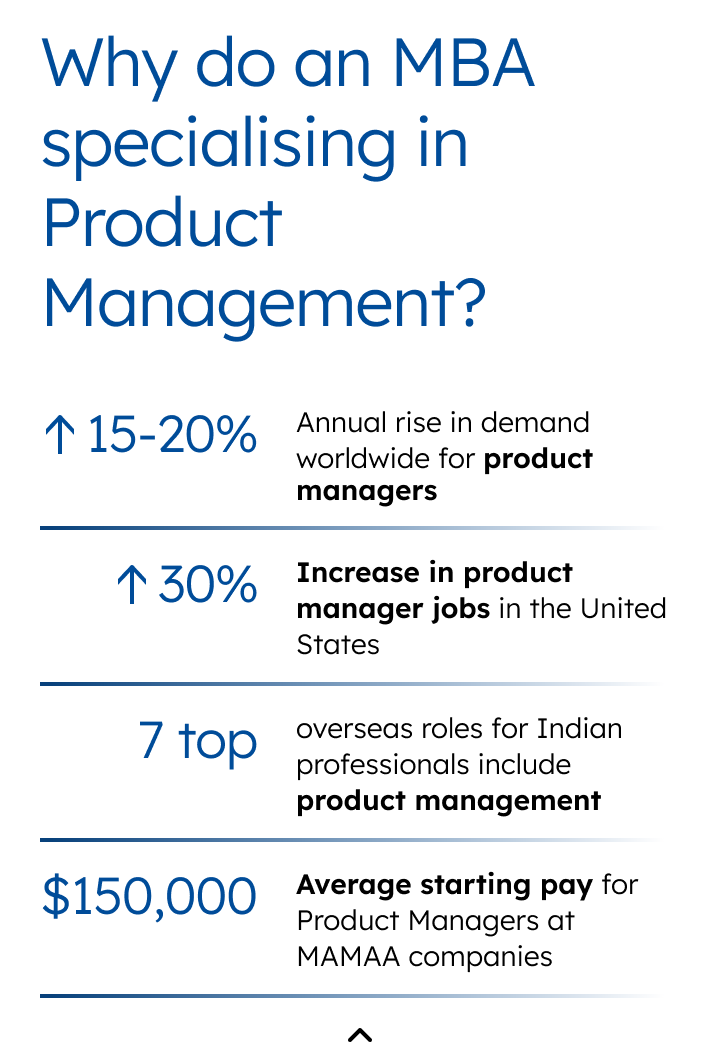 Why do an MBA
specialising in
Product
Management?
↑ 15-20%
Annual rise in demand
worldwide for product
managers
↑ 30%
Increase in product
manager jobs in the United
States
7 top
overseas roles for Indian
professionals include
product management
$150,000
Average starting pay for
Product Managers at
MAMAA companies